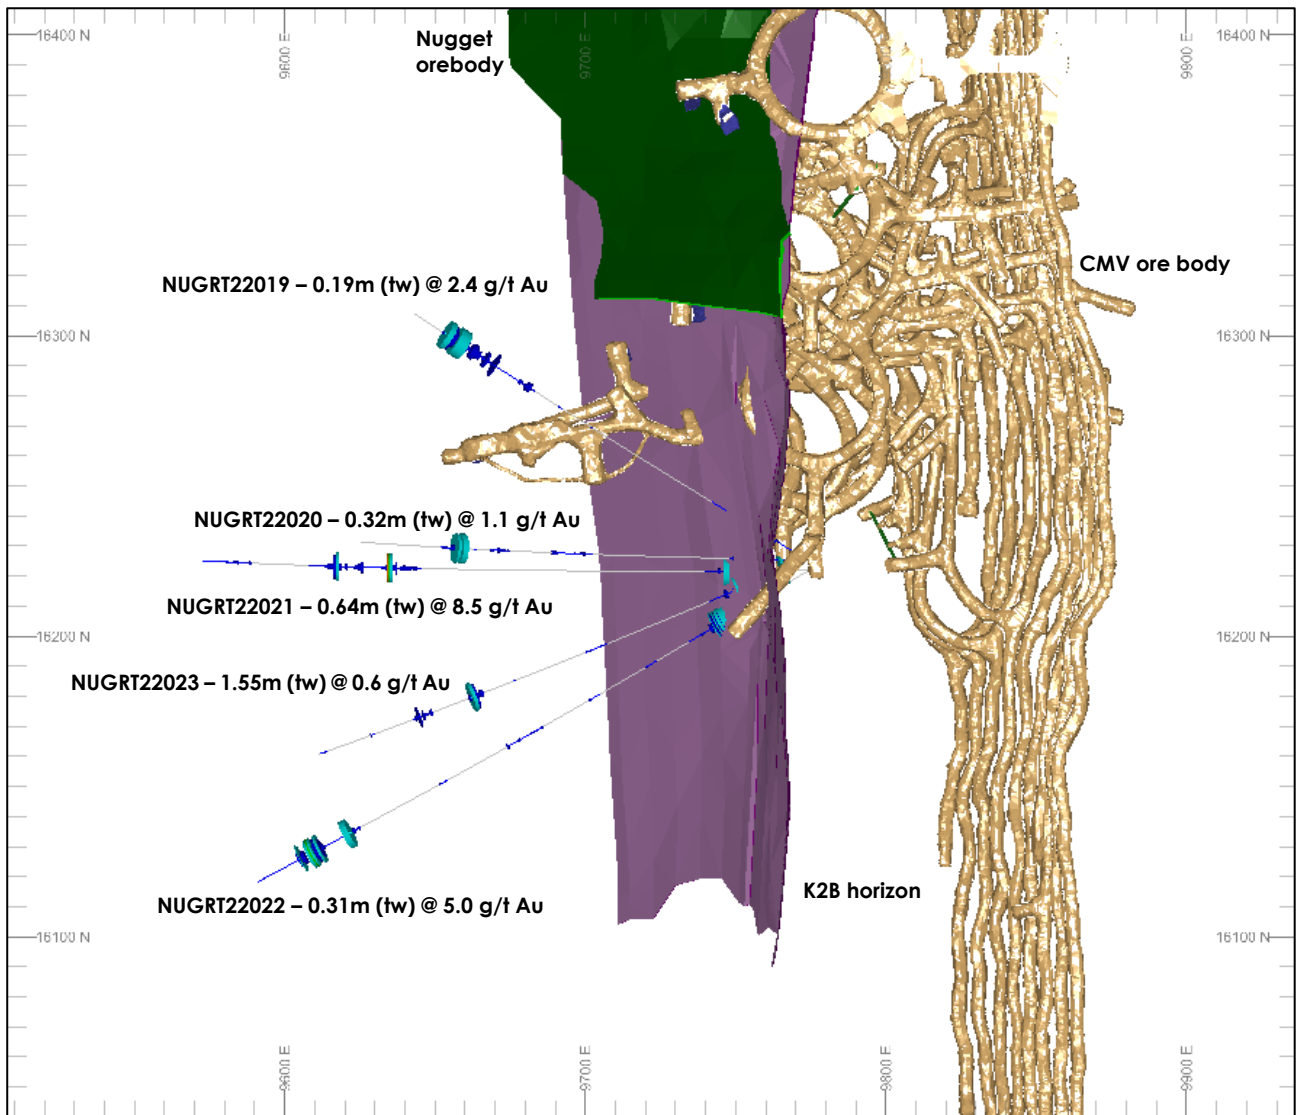 16400 N
9600 E
9700 E
9900 E
16400 N
Nugget
orebody
CMV ore body
NUGRT22019 – 0.19m (tw) @ 2.4 g/t Au
16300 N
16300 N
NUGRT22020 – 0.32m (tw) @ 1.1 g/t Au
NUGRT22021 – 0.64m (tw) @ 8.5 g/t Au
16200 N
16200 N
NUGRT22023 – 1.55m (tw) @ 0.6 g/t Au
K2B horizon
NUGRT22022 – 0.31m (tw) @ 5.0 g/t Au
16100 N
16100 N
9600 E
9700 E
9800 E
9900 E